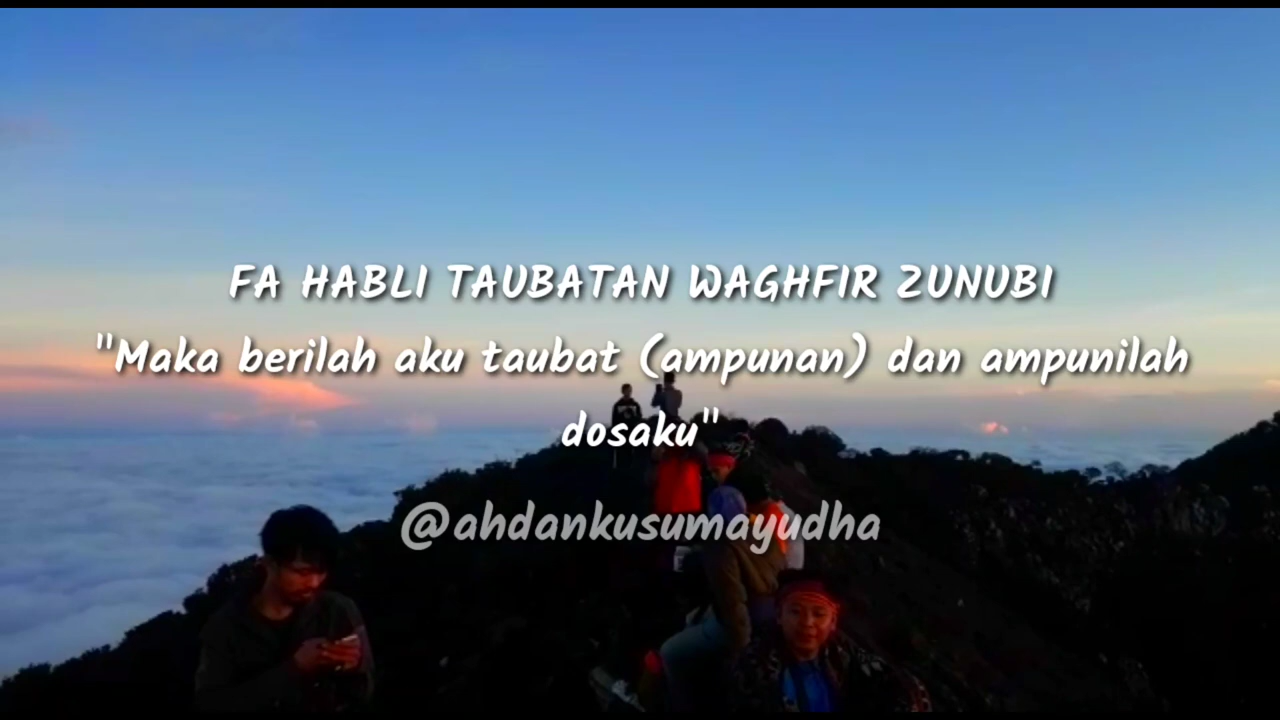 FA HABLI TAUBATAN WAGHFIR ZUNUBI
"Maka berilah aku taubat (ampunan) dan ampunilah
dosaku"
@ahdankusumayudha